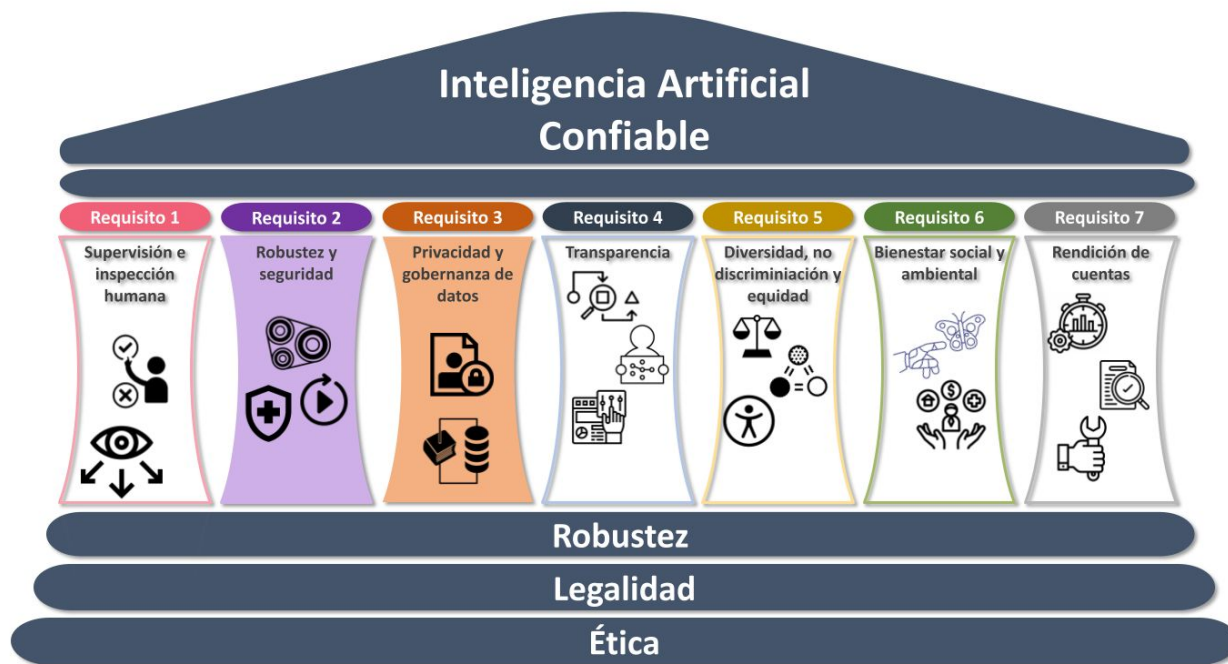 Inteligencia Artificial
Confiable
Requisito 1
Requisito 2
Requisito 3
Requisito 4
Requisito 5
Requisito 6
Requisito 7
Supervisión e
inspección
humana
Robustez y
seguridad
Privacidad y
gobernanza de
datos
Transparencia
Diversidad, no
discriminiación y
equidad
Bienestar social y
ambiental
Rendición de
cuentas
Robustez
Legalidad
Ética